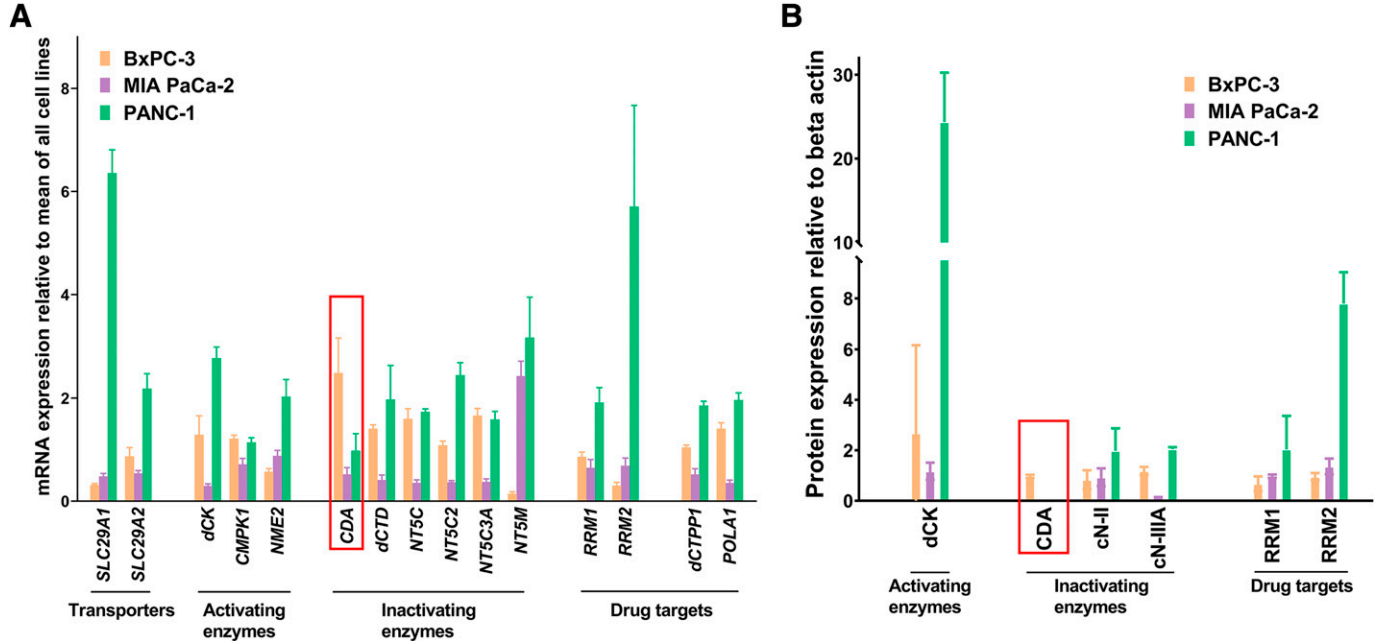 A
mRNA expression relative to mean of all cell lines
8
6
4
2
0
BxPC-3
MIA PaCa-2
PANC-1
SLC29A1
SLC29A2
dCK
CMPK1
NME2
CDA
dCTD
NT5C
NT5C2
NT5C3A
NT5M
RRM1
RRM2
dCTPP1
POLA1
Transporters
Activating
enzymes
Inactivating
enzymes
Drug targets
B
Protein expression relative to beta actin
30
20
10
8
6
4
2
0
BxPC-3
MIA PaCa-2
PANC-1
dCK
CDA
cN-II
cN-IIIA
RRM1
RRM2
Activating
enzymes
Inactivating
enzymes
Drug targets